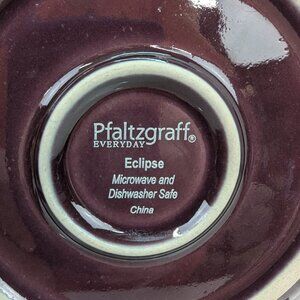 Pfaltzgraff®
EVERYDAY
Eclipse
Microwave and
Dishwasher Safe
China